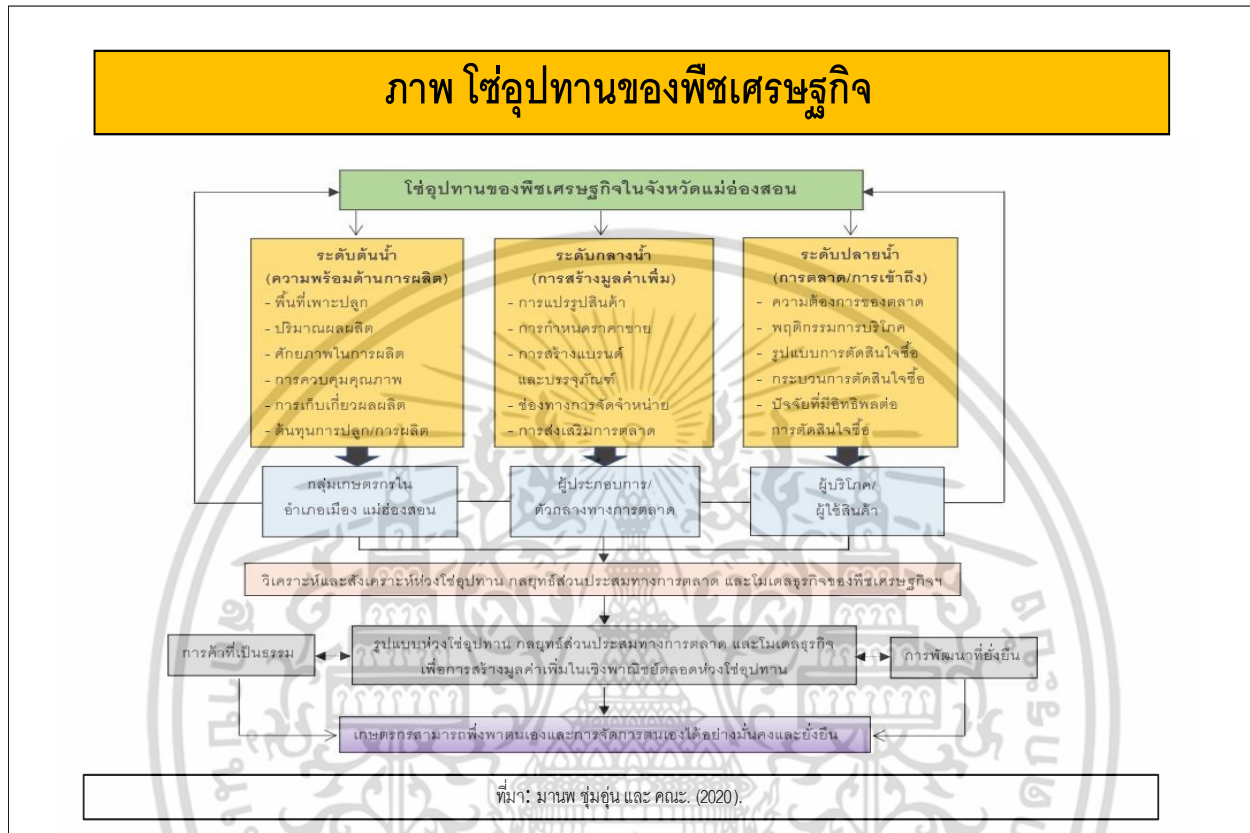 ภาพ โซ่อุปทานของพืชเศรษฐกิจ
โซ่อุปทานของพืชเศรษฐกิจในจังหวัดแม่ฮ่องสอน
ระดับต้นน้ำ
(ความพร้อมด้านการผลิต)
- พื้นที่เพาะปลูก
- ปริมาณผลผลิต
- ศักยภาพในการผลิต
- การควบคุมคุณภาพ
- การเก็บเกี่ยวผลผลิต
- ต้นทุนการปลูก/การผลิต
ระดับกลางน้ำ
(การสร้างมูลค่าเพิ่ม)
- การแปรรูปสินค้า
- การกำหนดราคาขาย
- การสร้างแบรนด์
และบรรจุภัณฑ์
- ช่องทางการจัดจำหน่าย
- การส่งเสริมการตลาด
ระดับปลายน้ำ
(การตลาด/การเข้าถึง)
- ความต้องการของตลาด
- พฤติกรรมการบริโภค
- รูปแบบการตัดสินใจซื้อ
- กระบวนการตัดสินใจซื้อ
- ปัจจัยที่มีอิทธิพลต่อ
การตัดสินใจซื้อ
กลุ่มเกษตรกรใน
อำเภอเมือง แม่ฮ่องสอน
ผู้ประกอบการ/
ตัวกลางทางการตลาด
ผู้บริโภค/
ผู้ใช้สินค้า
วิเคราะห์และสังเคราะห์ห่วงโซ่อุปทาน กลยุทธ์ส่วนประสมทางการตลาด และโมเดลธุรกิจของพืชเศรษฐกิจฯ
การค้าที่เป็นธรรม
รูปแบบห่วงโซ่อุปทาน กลยุทธ์ส่วนประสมทางการตลาด และโมเดลธุรกิจ
เพื่อการสร้างมูลค่าเพิ่มในเชิงพาณิชย์ตลอดห่วงโซ่อุปทาน
การพัฒนาที่ยั่งยืน
เกษตรกรสามารถพึ่งพาตนเองและการจัดการตนเองได้อย่างมั่นคงและยั่งยืน
ที่มา: มานพ ชุ่มอุ่น และ คณะ. (2020).